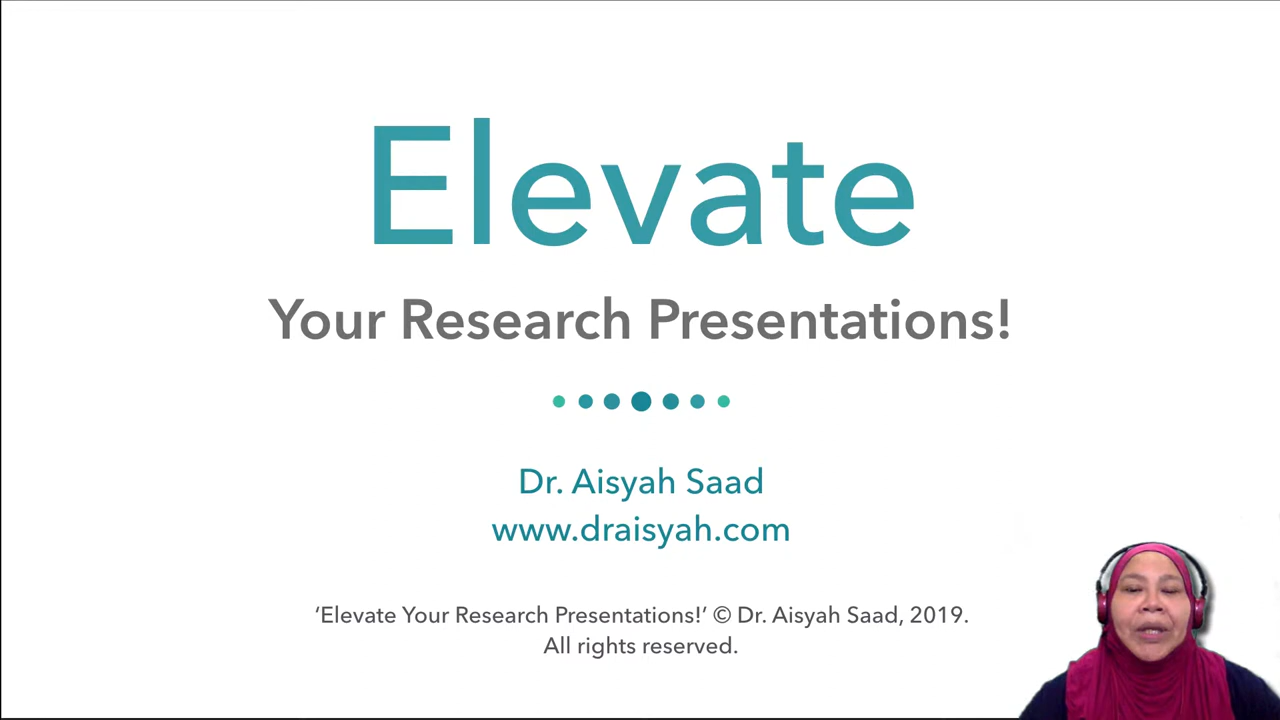 Elevate
Your Research Presentations!
Dr. Aisyah Saad
www.draisyah.com
‘Elevate Your Research Presentations!’ © Dr. Aisyah Saad, 2019.
All rights reserved.